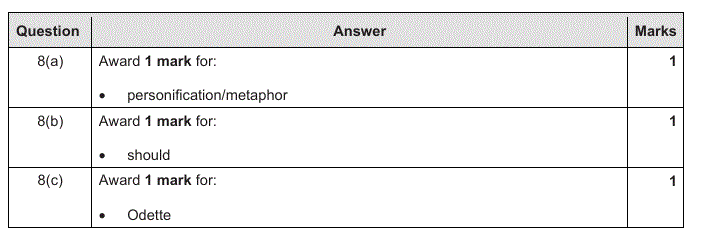 Question Answer Marks
8(a) Award 1 mark for: 1
• personification/metaphor
8(b) Award 1 mark for: 1
• should
8(c) Award 1 mark for: 1
• Odette